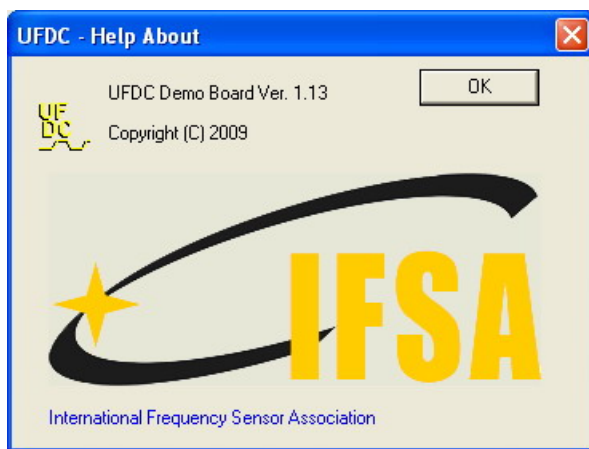 UFDC - Help About
UFDC Demo Board Ver. 1.13
OK
UF
DC
Copyright (C) 2009
IFSA
International Frequency Sensor Association